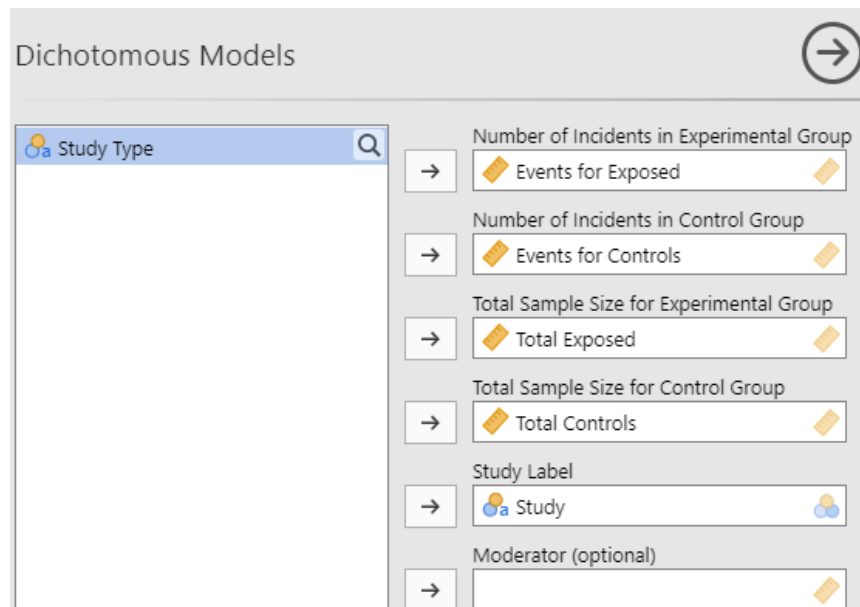 Dichotomous Models
Study Type
Number of Incidents in Experimental Group
Events for Exposed
Number of Incidents in Control Group
Events for Controls
Total Sample Size for Experimental Group
Total Exposed
Total Sample Size for Control Group
Total Controls
Study Label
Study
Moderator (optional)